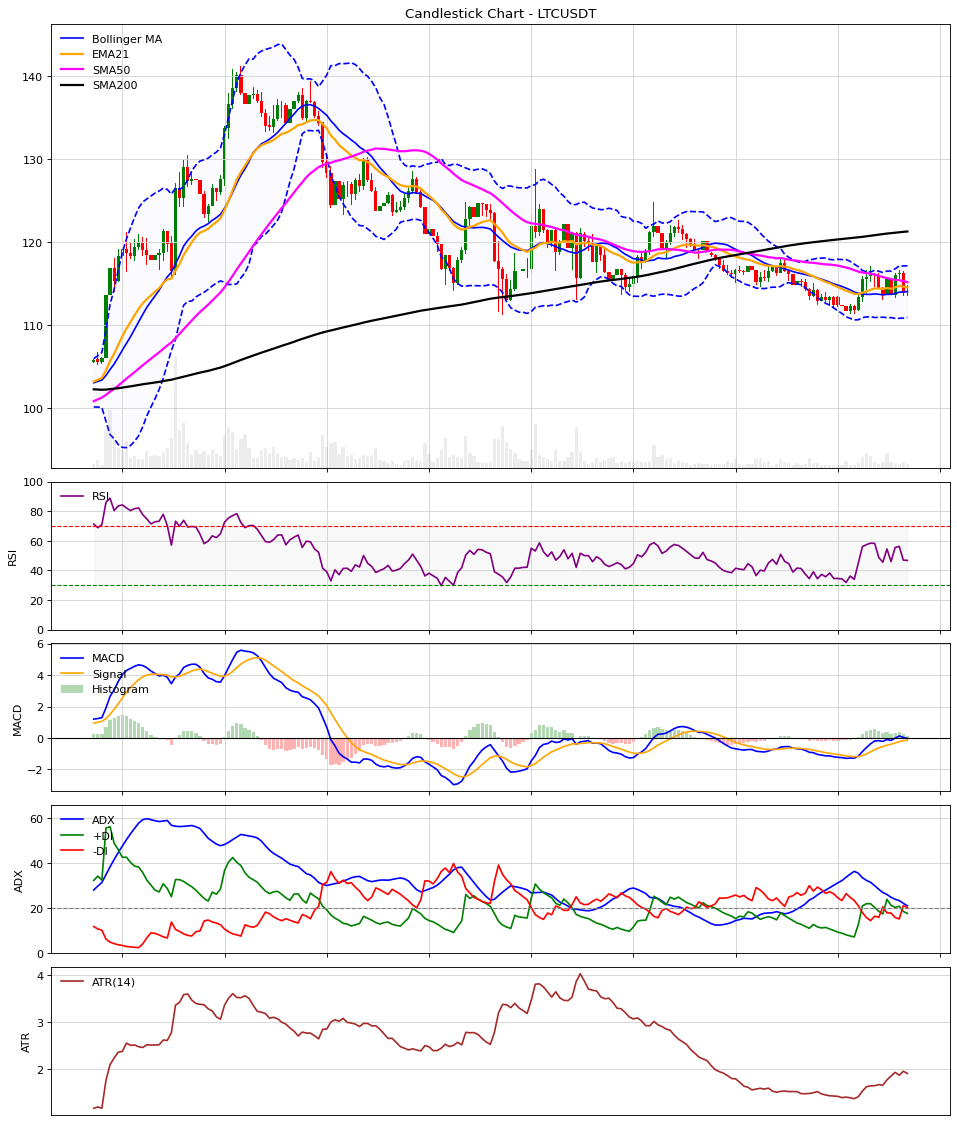 Candlestick Chart - LTCUSDT
Bollinger MA
EMA21
SMA50
SMA200
140
130
120
110
100
RSI
100
80
60
40
20
0
RSI
MACD
Signal
Histogram
6
4
2
0
−2
MACD
ADX
+DI
-DI
60
40
20
0
ADX
ATR(14)
4
3
2
ATR